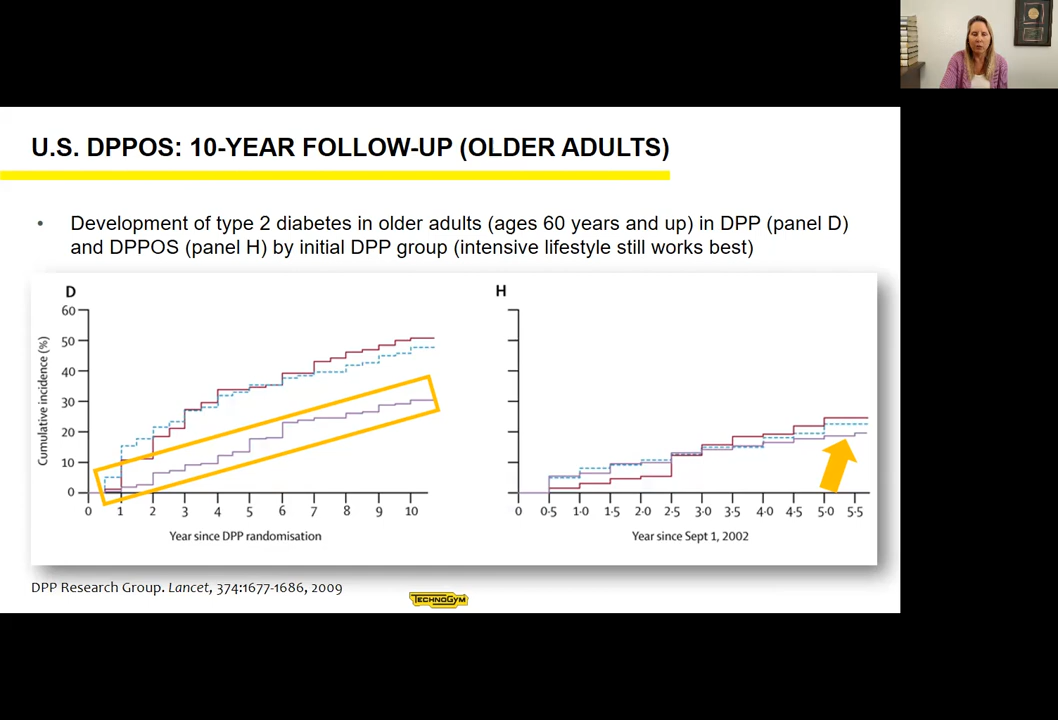 U.S. DPPOS: 10-YEAR FOLLOW-UP (OLDER ADULTS)
• Development of type 2 diabetes in older adults (ages 60 years and up) in DPP (panel D)
and DPPOS (panel H) by initial DPP group (intensive lifestyle still works best)
D
60
50
40
30
20
10
0
Cumulative incidence (%)
0 1 2 3 4 5 6 7 8 9 10
Year since DPP randomisation
H
0 0·5 1·0 1·5 2·0 2·5 3·0 3·5 4·0 4·5 5·0 5·5
Year since Sept 1, 2002
DPP Research Group. Lancet, 374:1677-1686, 2009
TECHNOGYM